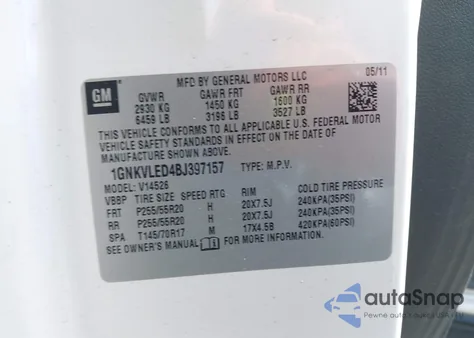 MFD BY GENERAL MOTORS LLC 05/11
GM
GVWR GAWR FRT GAWR RR
2930 KG 1450 KG 1600 KG
6459 LB 3196 LB 3527 LB
THIS VEHICLE CONFORMS TO ALL APPLICABLE U.S. FEDERAL MOTOR
VEHICLE SAFETY STANDARDS IN EFFECT ON THE DATE OF
MANUFACTURE SHOWN ABOVE.
1GNKVLED4BJ397157 TYPE: M.P.V.
MODEL: V14526
VBBP TIRE SIZE SPEED RTG RIM COLD TIRE PRESSURE
FRT P255/55R20 H 20X7.5J 240KPA(35PSI)
RR P255/55R20 H 20X7.5J 240KPA(35PSI)
SPA T145/70R17 M 17X4.5B 420KPA(60PSI)
SEE OWNER'S MANUAL FOR MORE INFORMATION.
autoSnap
Pewne auto z USA